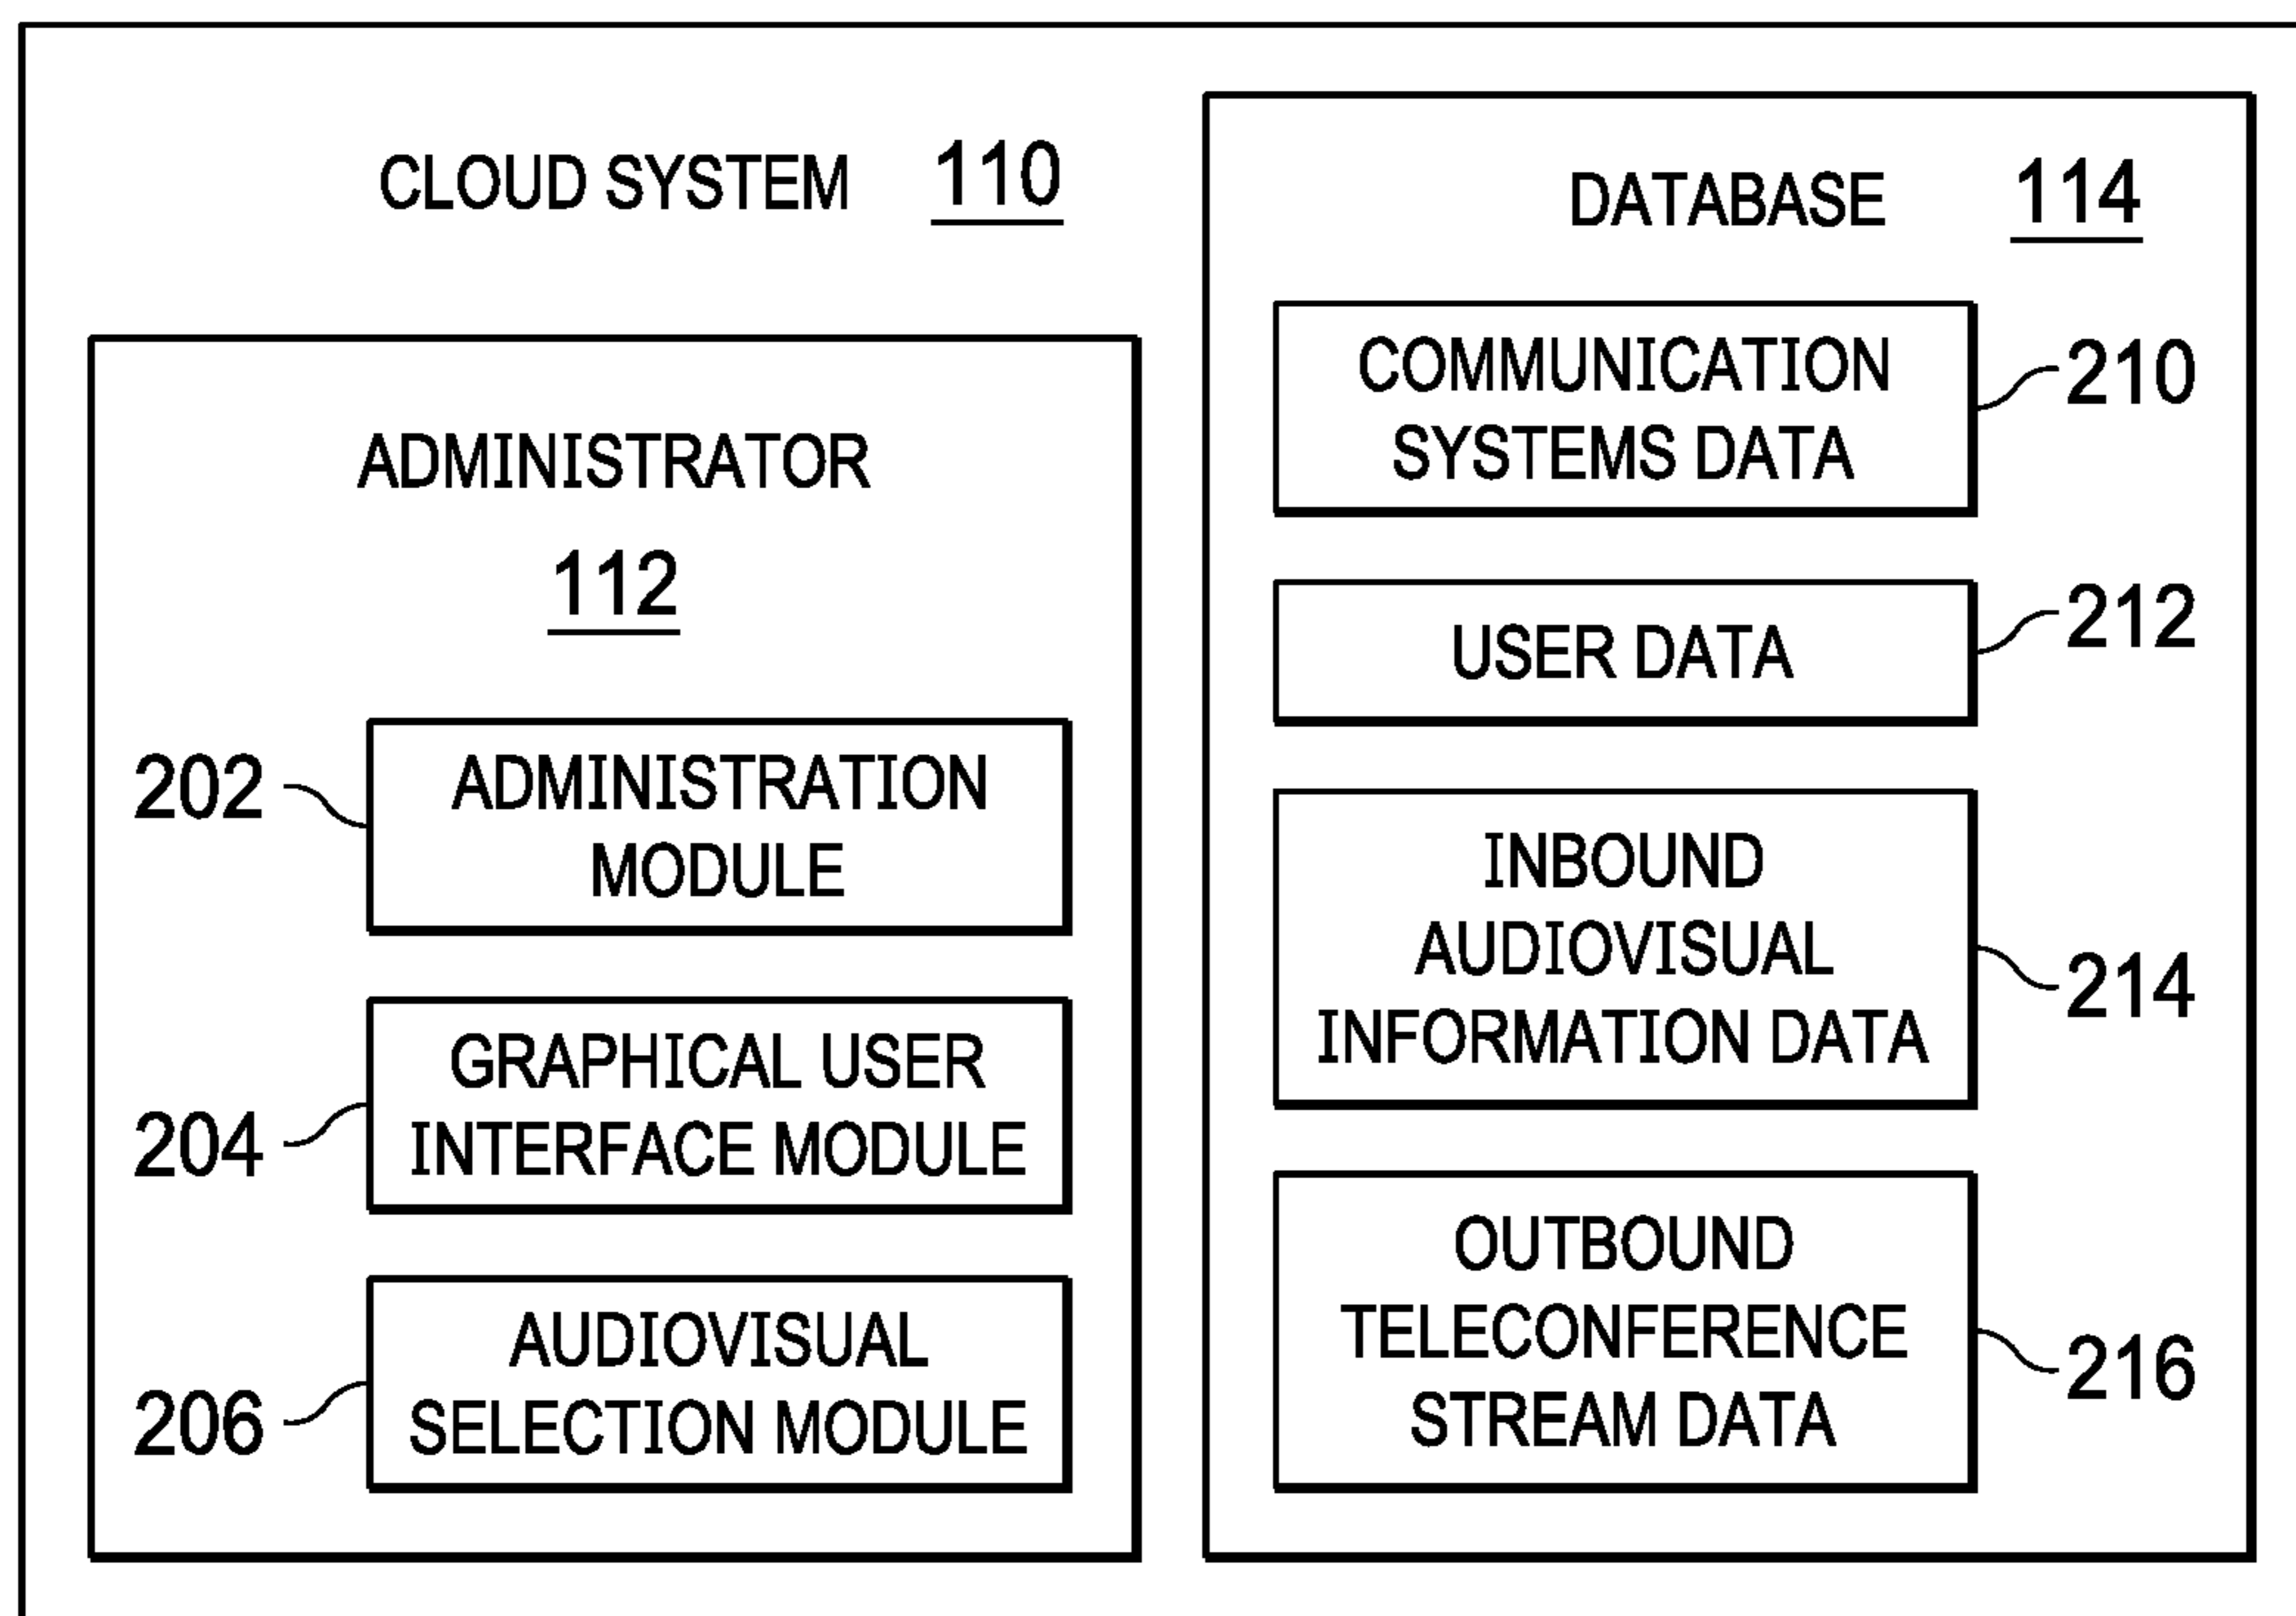 CLOUD SYSTEM 110
ADMINISTRATOR
112
202
ADMINISTRATION
MODULE
204
GRAPHICAL USER
INTERFACE MODULE
206
AUDIOVISUAL
SELECTION MODULE
DATABASE 114
COMMUNICATION
SYSTEMS DATA
210
USER DATA
212
INBOUND
AUDIOVISUAL
INFORMATION DATA
214
OUTBOUND
TELECONFERENCE
STREAM DATA
216